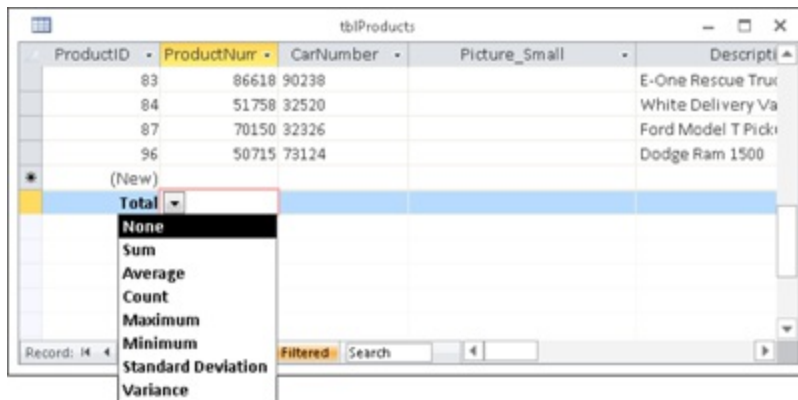 tblProducts
ProductID ProductNum CarNumber Picture_Small Descripti
83 86618 90238 E-One Rescue Truc
84 51758 32520 White Delivery Va
87 70150 32326 Ford Model T Pick
96 50715 73124 Dodge Ram 1500
(New)
Total
None
Sum
Average
Count
Maximum
Minimum
Record: Filtered Search
Standard Deviation
Variance